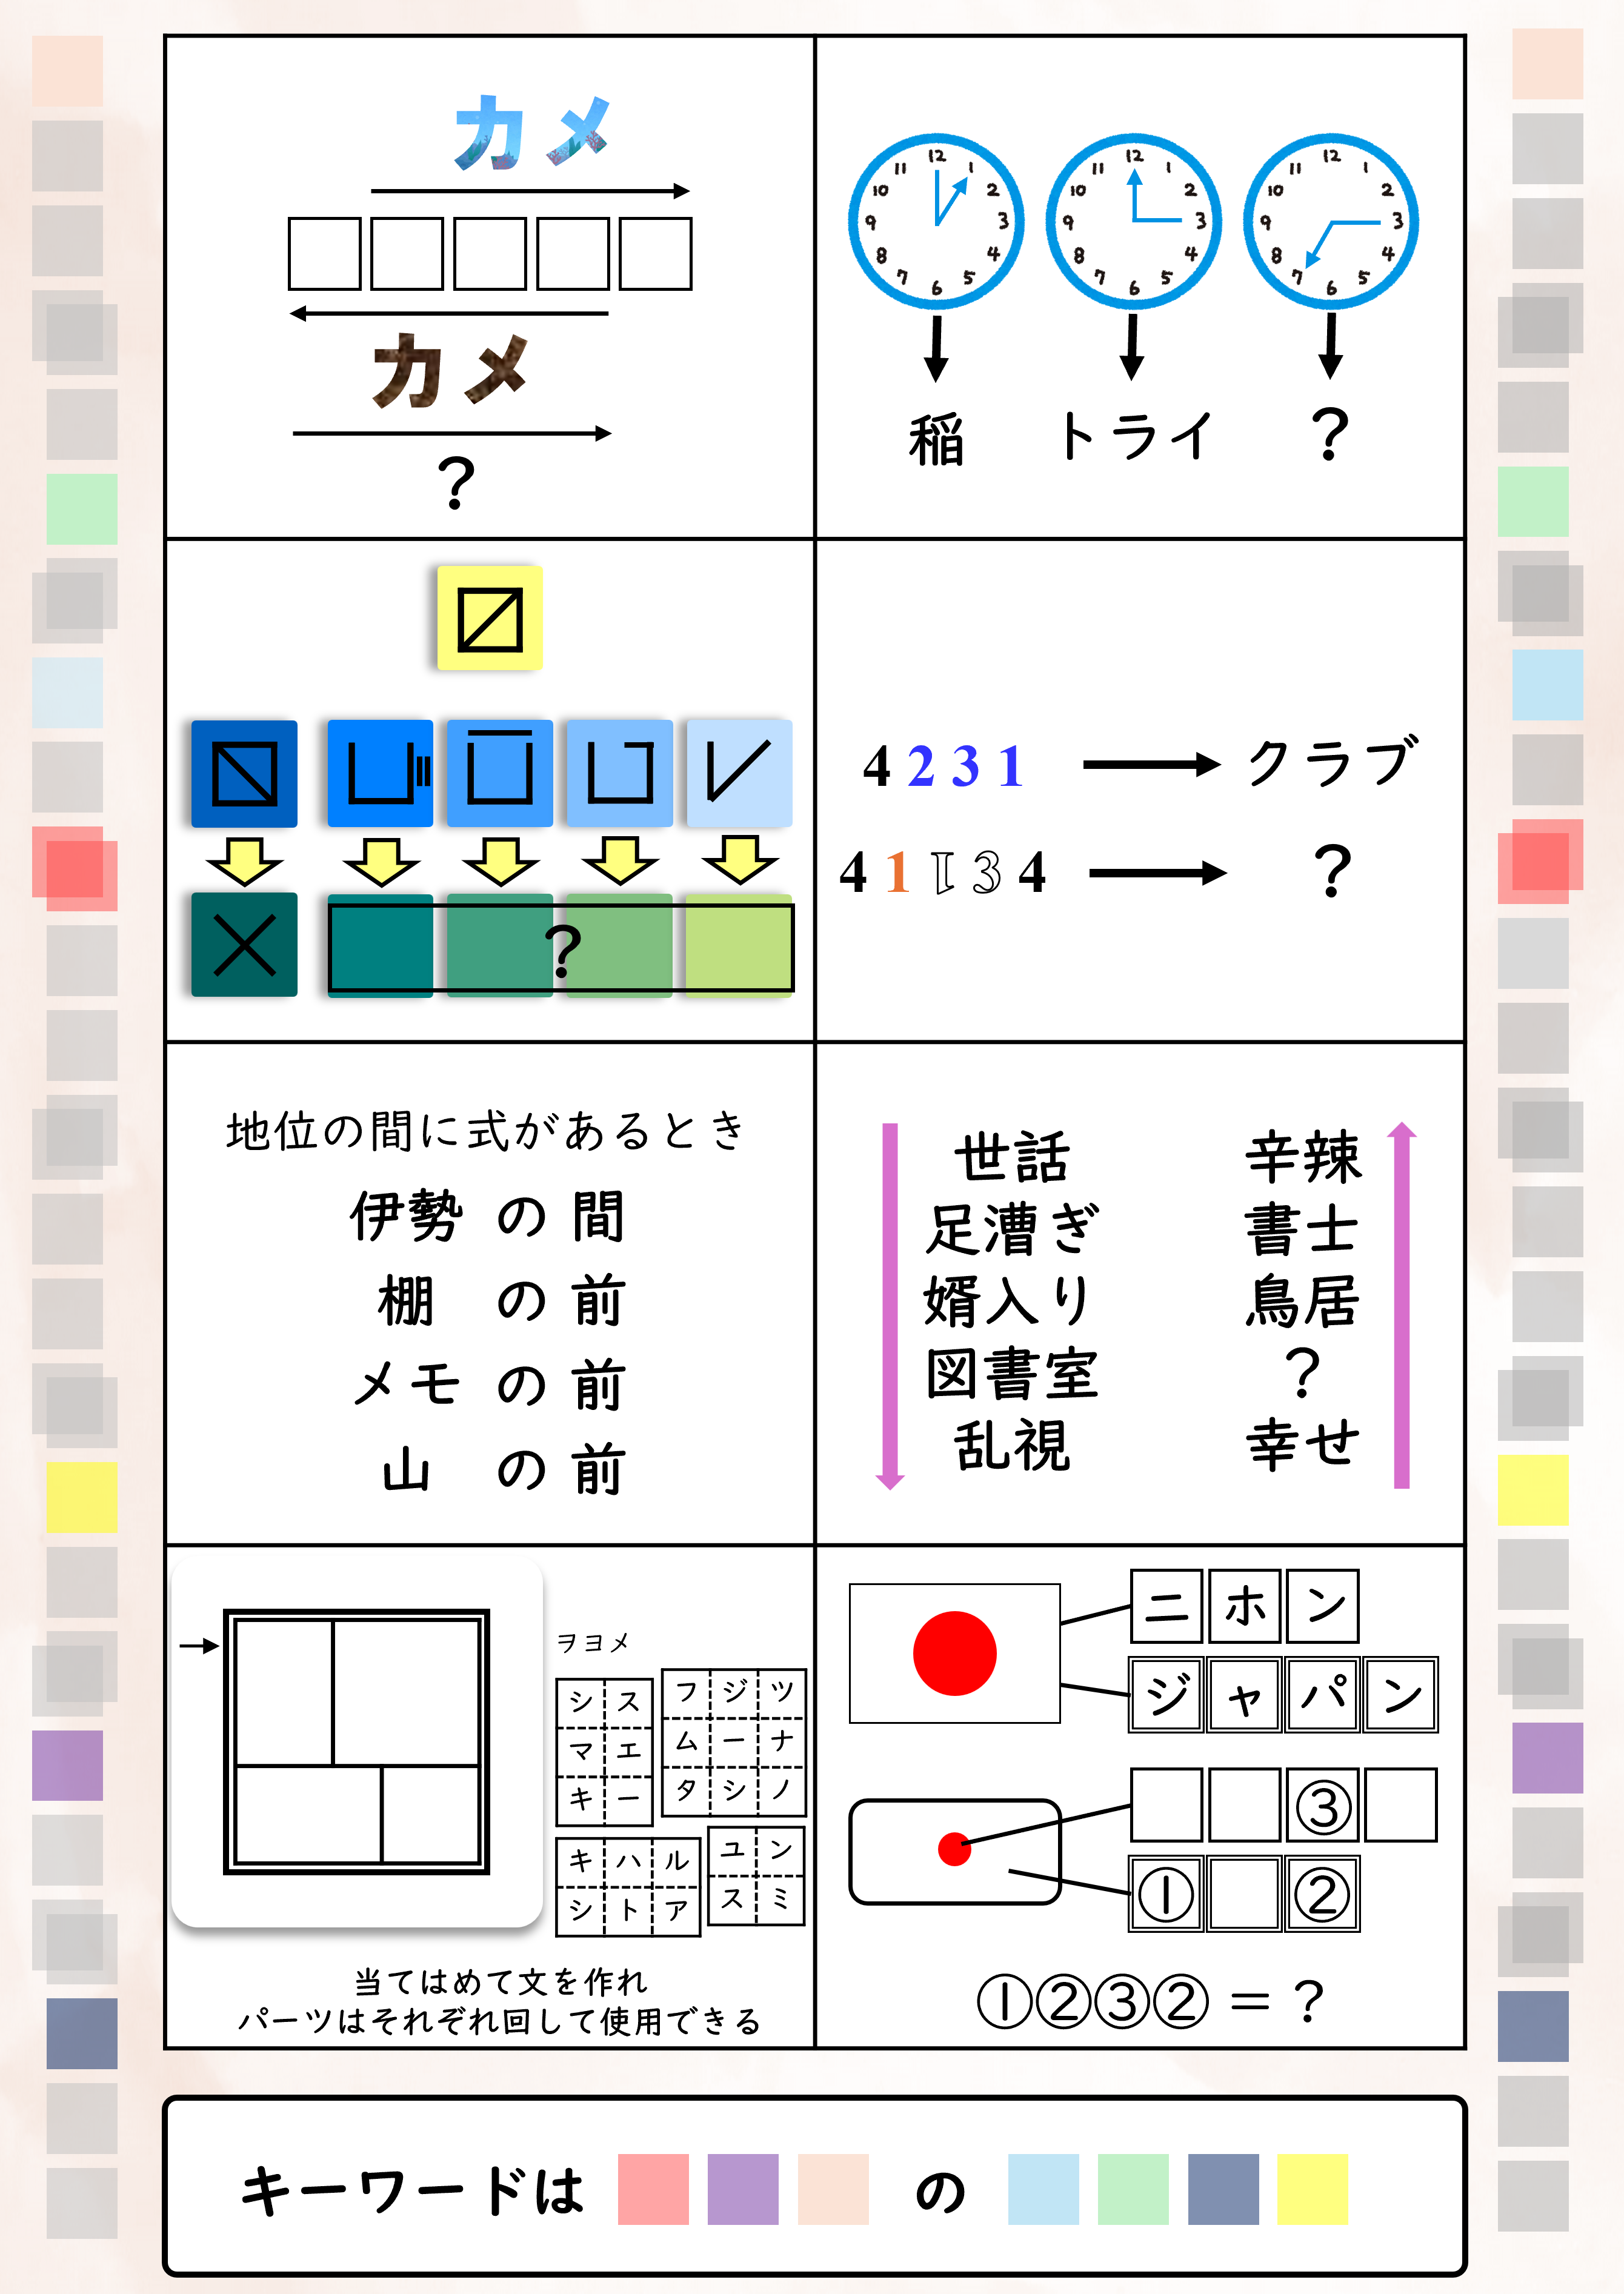 カメ
カメ
?
12 1 2 3 4 5 6 7 8 9 10 11
12 1 2 3 4 5 6 7 8 9 10 11
12 1 2 3 4 5 6 7 8 9 10 11
稲 トライ ?
?
4 2 3 1 クラブ
4 1 1 3 4 ?
地位の間に式があるとき
伊勢 の 間
棚 の 前
メモ の 前
山 の 前
世話 辛辣
足漕ぎ 書士
婿入り 鳥居
図書室 ?
乱視 幸せ
ヲヨメ
シス
マエ
キー
フジツ
ムーナ
タシノ
キハル
シトア
ユン
スミ
当てはめて文を作れ
パーツはそれぞれ回して使用できる
ニホン
ジャパン
③
① ②
①②③② = ?
キーワードは の